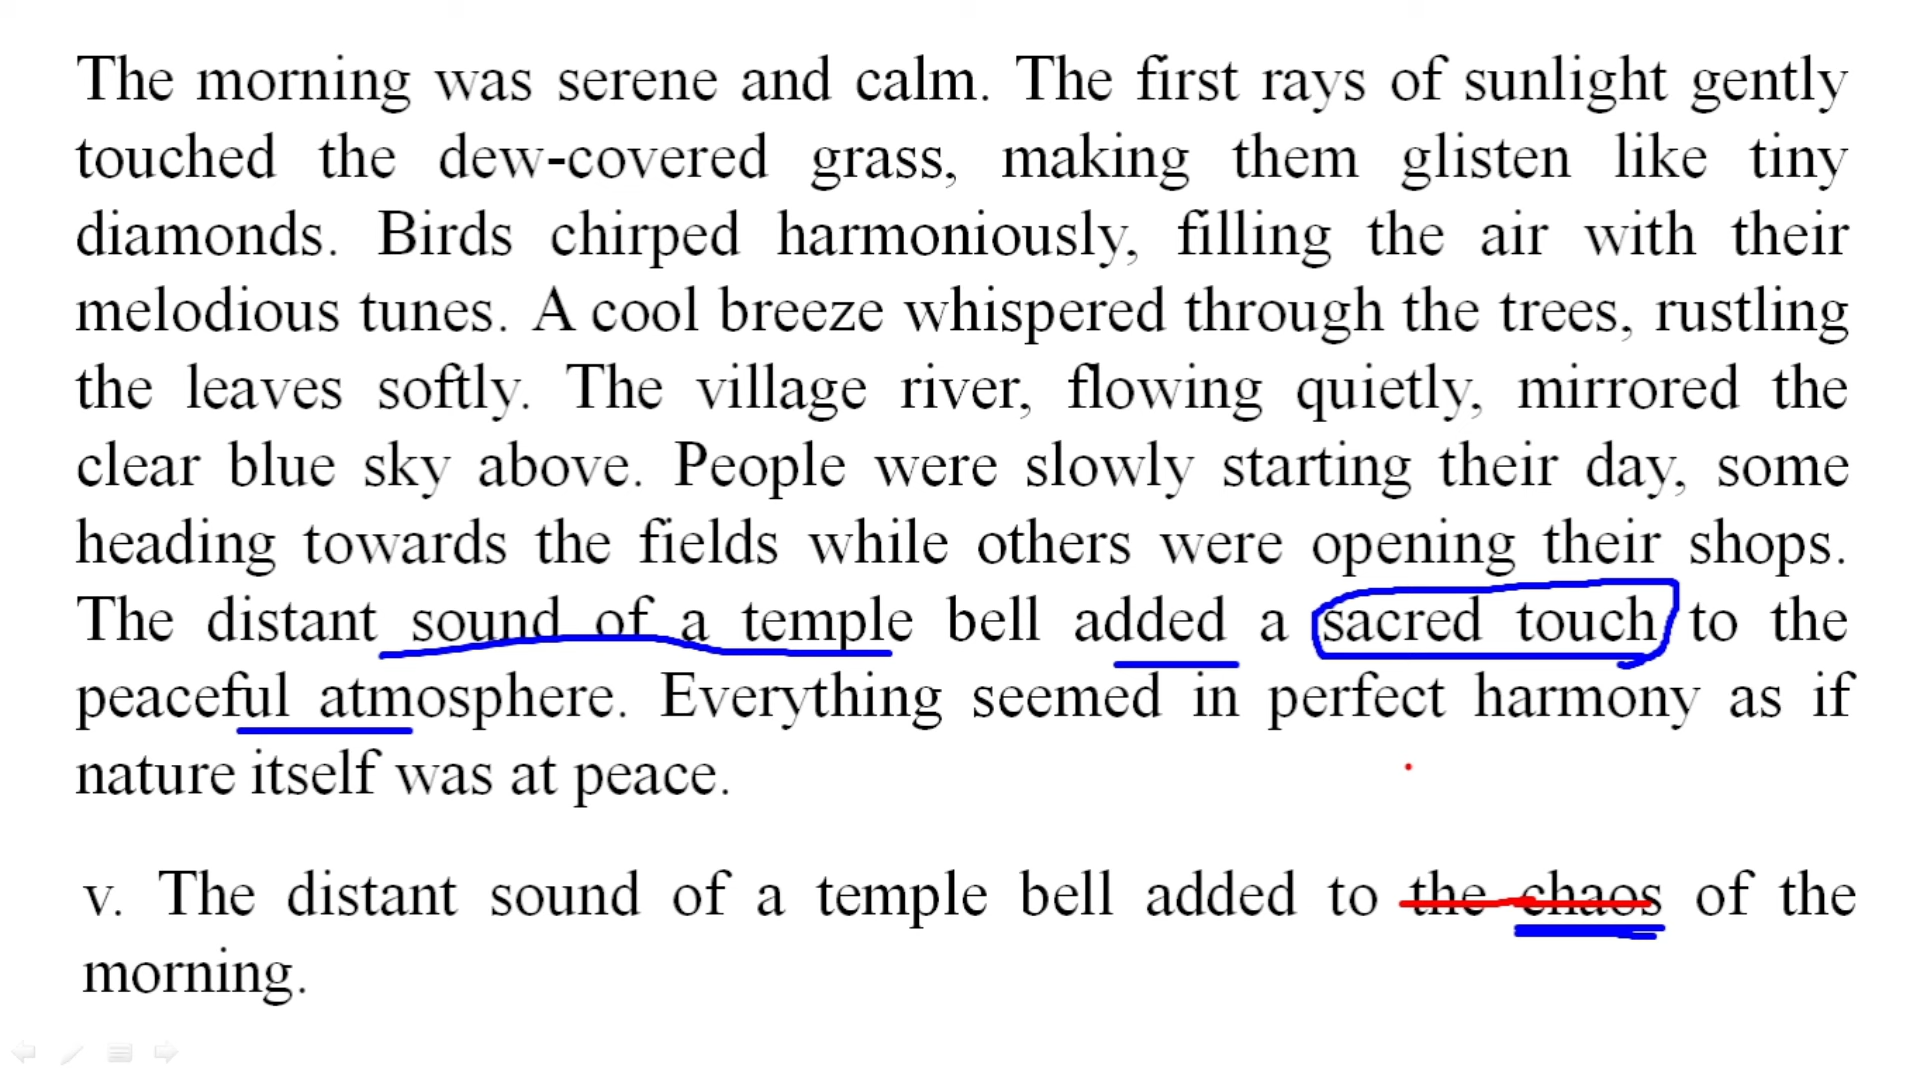 The morning was serene and calm. The first rays of sunlight gently
touched the dew-covered grass, making them glisten like tiny
diamonds. Birds chirped harmoniously, filling the air with their
melodious tunes. A cool breeze whispered through the trees, rustling
the leaves softly. The village river, flowing quietly, mirrored the
clear blue sky above. People were slowly starting their day, some
heading towards the fields while others were opening their shops.
The distant sound of a temple bell added a sacred touch to the
peaceful atmosphere. Everything seemed in perfect harmony as if
nature itself was at peace.
v. The distant sound of a temple bell added to the chaos of the
morning.